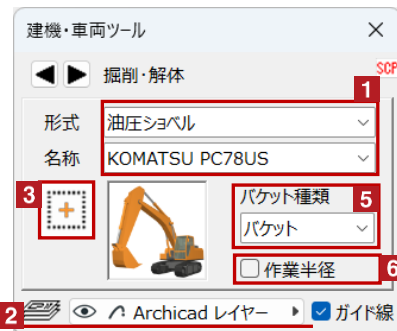 建機・車両ツール
掘削・解体
SCP
1
形式 油圧ショベル
名称 KOMATSU PC78US
3
バケット種類
5
バケット
作業半径
6
2
Archicad レイヤー
ガイド線